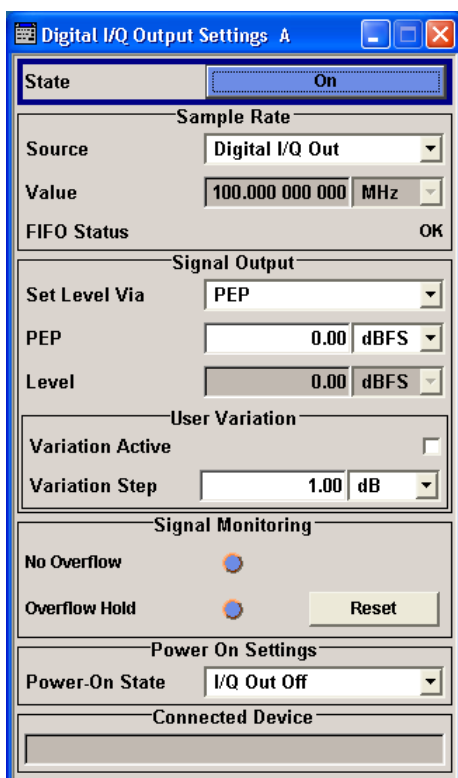 Digital I/Q Output Settings A
State On
Sample Rate
Source Digital I/Q Out
Value 100.000 000 000 MHz
FIFO Status OK
Signal Output
Set Level Via PEP
PEP 0.00 dBFS
Level 0.00 dBFS
User Variation
Variation Active
Variation Step 1.00 dB
Signal Monitoring
No Overflow
Overflow Hold Reset
Power On Settings
Power-On State I/Q Out Off
Connected Device